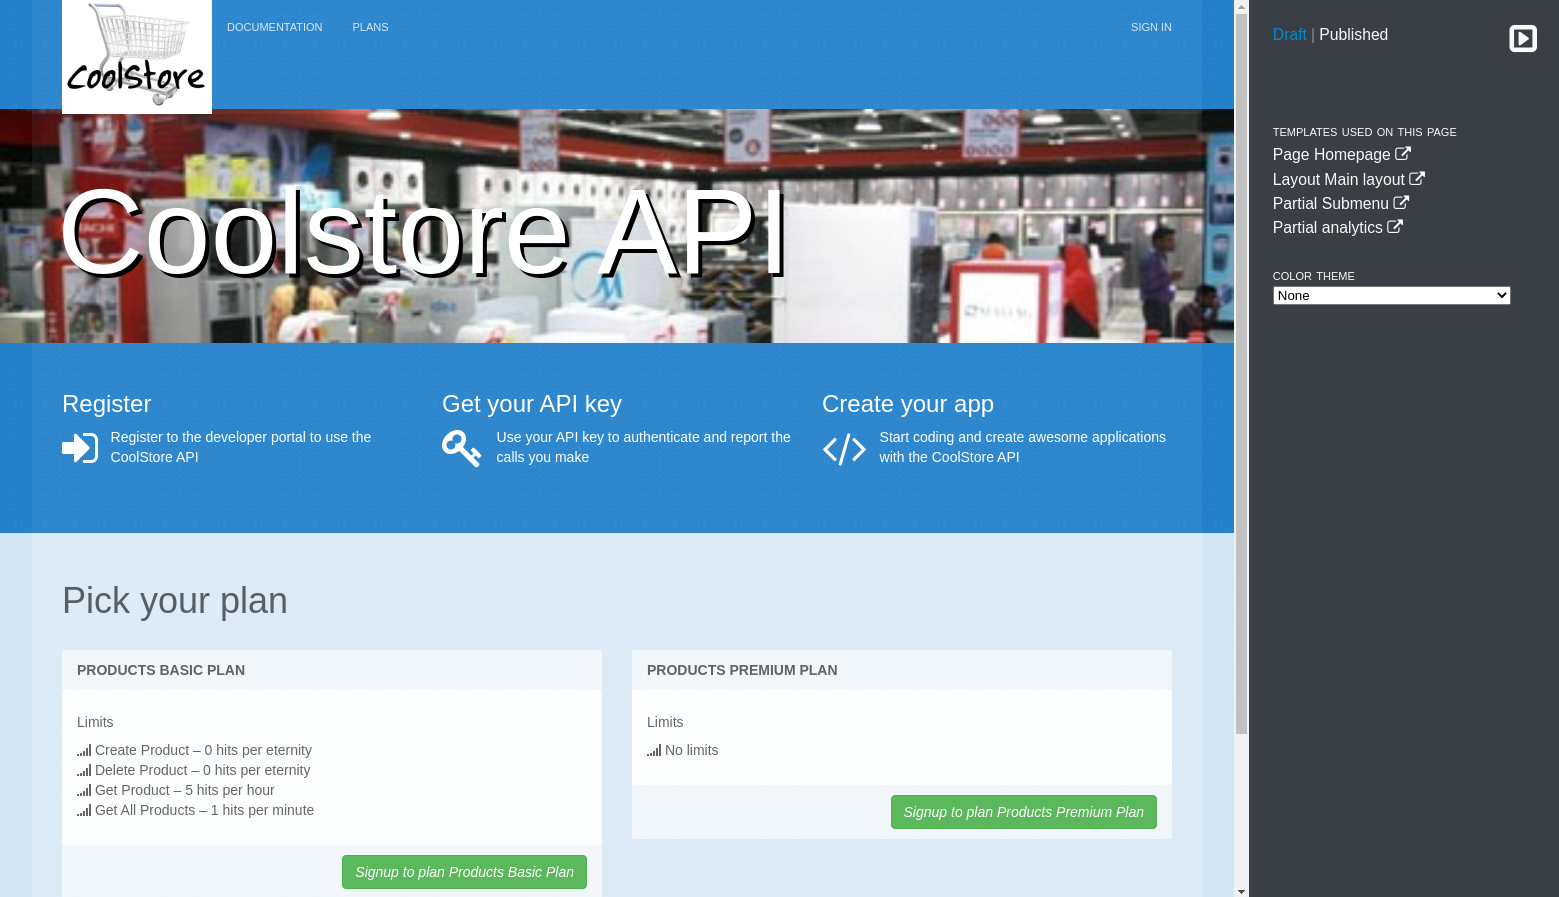 CoolStore
DOCUMENTATION
PLANS
SIGN IN
Coolstore API
Register
Register to the developer portal to use the
CoolStore API
Get your API key
Use your API key to authenticate and report the
calls you make
Create your app
Start coding and create awesome applications
with the CoolStore API
Pick your plan
PRODUCTS BASIC PLAN
Limits
Create Product – 0 hits per eternity
Delete Product – 0 hits per eternity
Get Product – 5 hits per hour
Get All Products – 1 hits per minute
Signup to plan Products Basic Plan
PRODUCTS PREMIUM PLAN
Limits
No limits
Signup to plan Products Premium Plan
Draft | Published
TEMPLATES USED ON THIS PAGE
Page Homepage
Layout Main layout
Partial Submenu
Partial analytics
COLOR THEME
None